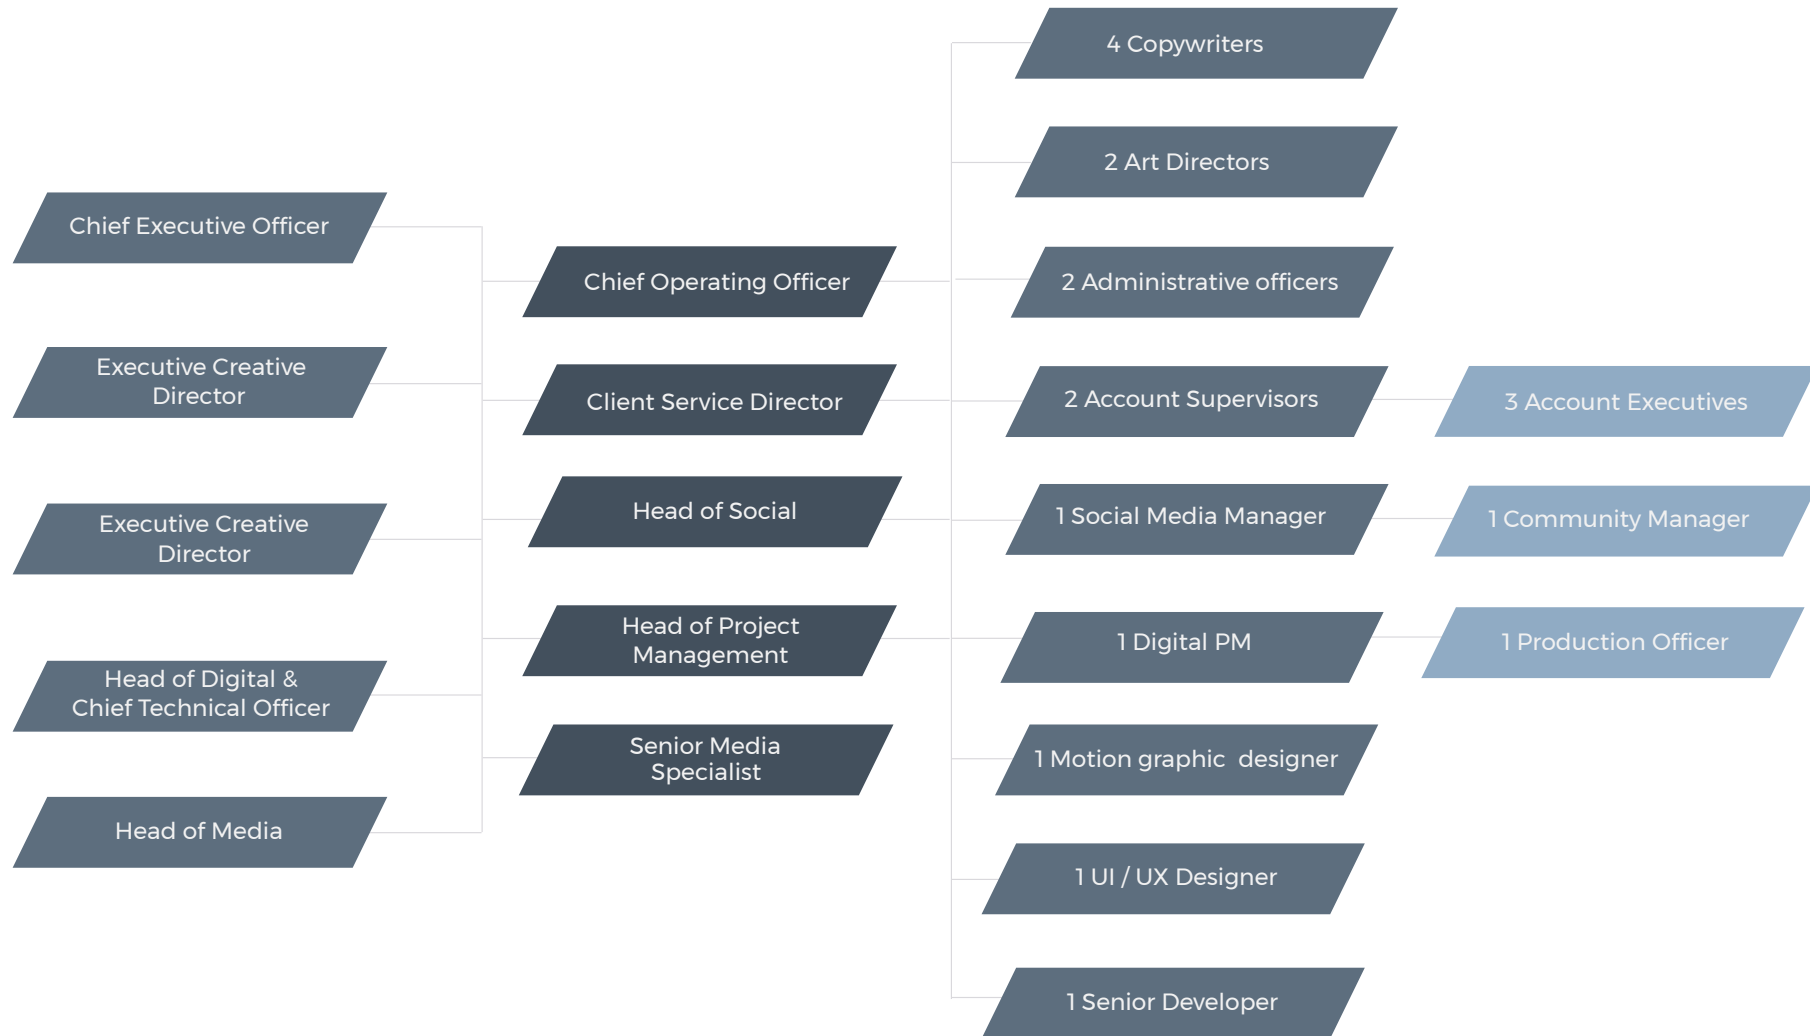 Chief Executive Officer
Executive Creative
Director
Executive Creative
Director
Head of Digital &
Chief Technical Officer
Head of Media
Chief Operating Officer
Client Service Director
Head of Social
Head of Project
Management
Senior Media
Specialist
4 Copywriters
2 Art Directors
2 Administrative officers
2 Account Supervisors
1 Social Media Manager
1 Digital PM
1 Motion graphic  designer
1 UI / UX Designer
1 Senior Developer
3 Account Executives
1 Community Manager
1 Production Officer